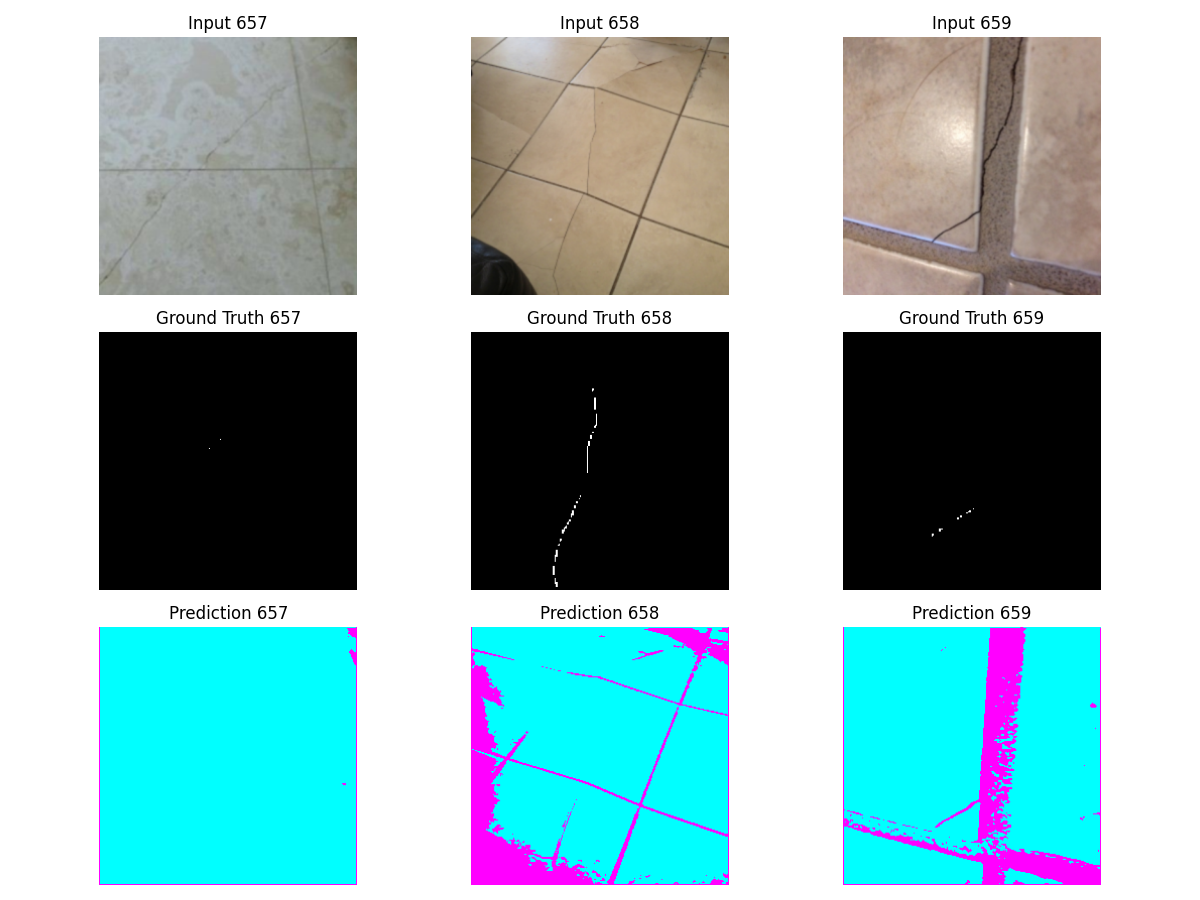 Input 657
Input 658
Input 659
Ground Truth 657
Ground Truth 658
Ground Truth 659
Prediction 657
Prediction 658
Prediction 659